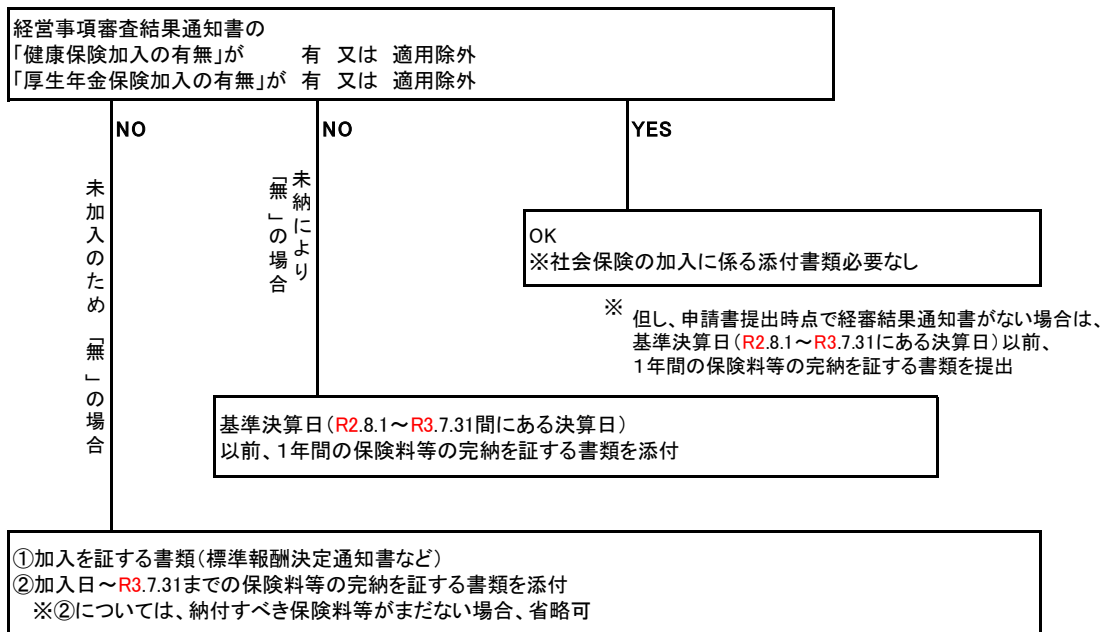 経営事項審査結果通知書の
「健康保険加入の有無」が 有 又は 適用除外
「厚生年金保険加入の有無」が 有 又は 適用除外
NO
NO
YES
未加入のため 「無」の場合
未納により
「無」の場合
OK
※社会保険の加入に係る添付書類必要なし
※ 但し、申請書提出時点で経審結果通知書がない場合は、
基準決算日(R2.8.1~R3.7.31にある決算日)以前、
1年間の保険料等の完納を証する書類を提出
基準決算日(R2.8.1~R3.7.31間にある決算日)
以前、1年間の保険料等の完納を証する書類を添付
①加入を証する書類(標準報酬決定通知書など)
②加入日~R3.7.31までの保険料等の完納を証する書類を添付
※②については、納付すべき保険料等がまだない場合、省略可